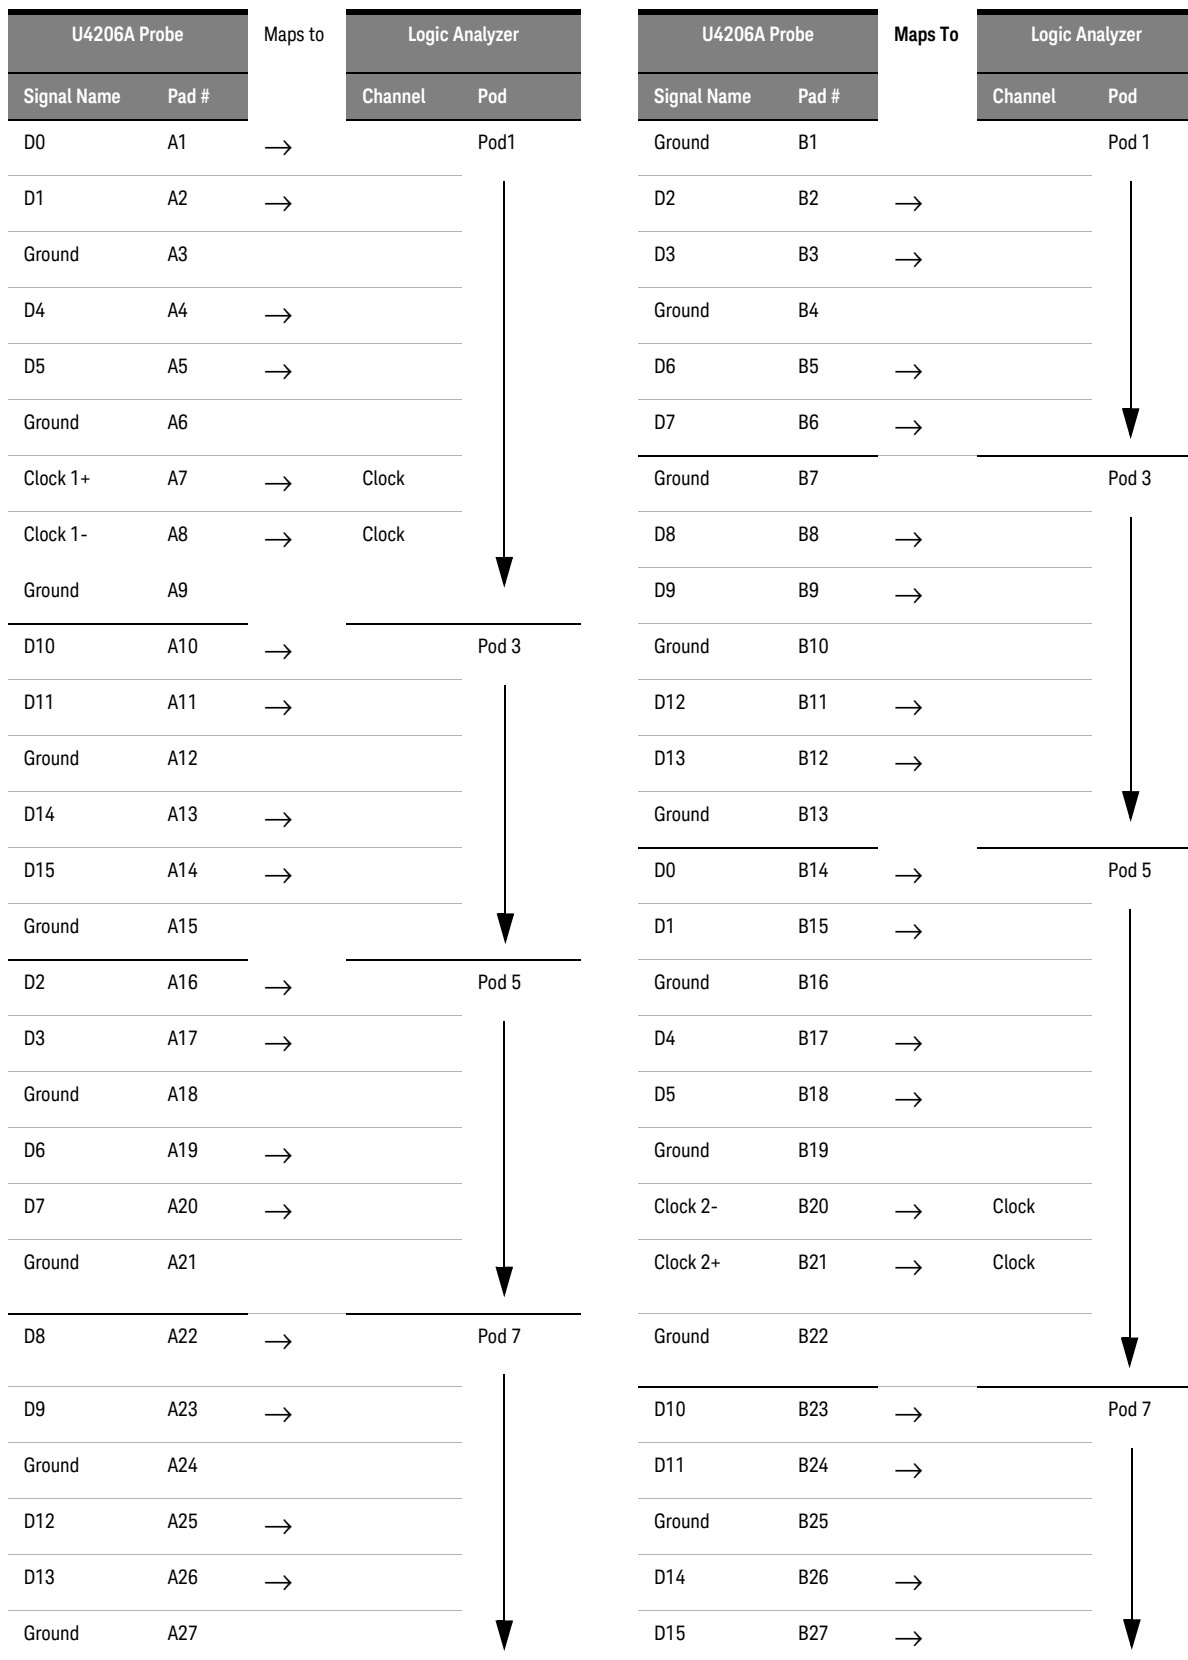 U4206A Probe Maps to Logic Analyzer
Signal Name Pad # Channel Pod
D0 A1 → Pod1
D1 A2 →
Ground A3
D4 A4 →
D5 A5 →
Ground A6
Clock 1+ A7 → Clock
Clock 1- A8 → Clock
Ground A9
D10 A10 → Pod 3
D11 A11 →
Ground A12
D14 A13 →
D15 A14 →
Ground A15
D2 A16 → Pod 5
D3 A17 →
Ground A18
D6 A19 →
D7 A20 →
Ground A21
D8 A22 → Pod 7
D9 A23 →
Ground A24
D12 A25 →
D13 A26 →
Ground A27
U4206A Probe Maps To Logic Analyzer
Signal Name Pad # Channel Pod
Ground B1 Pod 1
D2 B2 →
D3 B3 →
Ground B4
D6 B5 →
D7 B6 →
Ground B7 Pod 3
D8 B8 →
D9 B9 →
Ground B10
D12 B11 →
D13 B12 →
Ground B13
D0 B14 → Pod 5
D1 B15 →
Ground B16
D4 B17 →
D5 B18 →
Ground B19
Clock 2- B20 → Clock
Clock 2+ B21 → Clock
Ground B22
D10 B23 → Pod 7
D11 B24 →
Ground B25
D14 B26 →
D15 B27 →